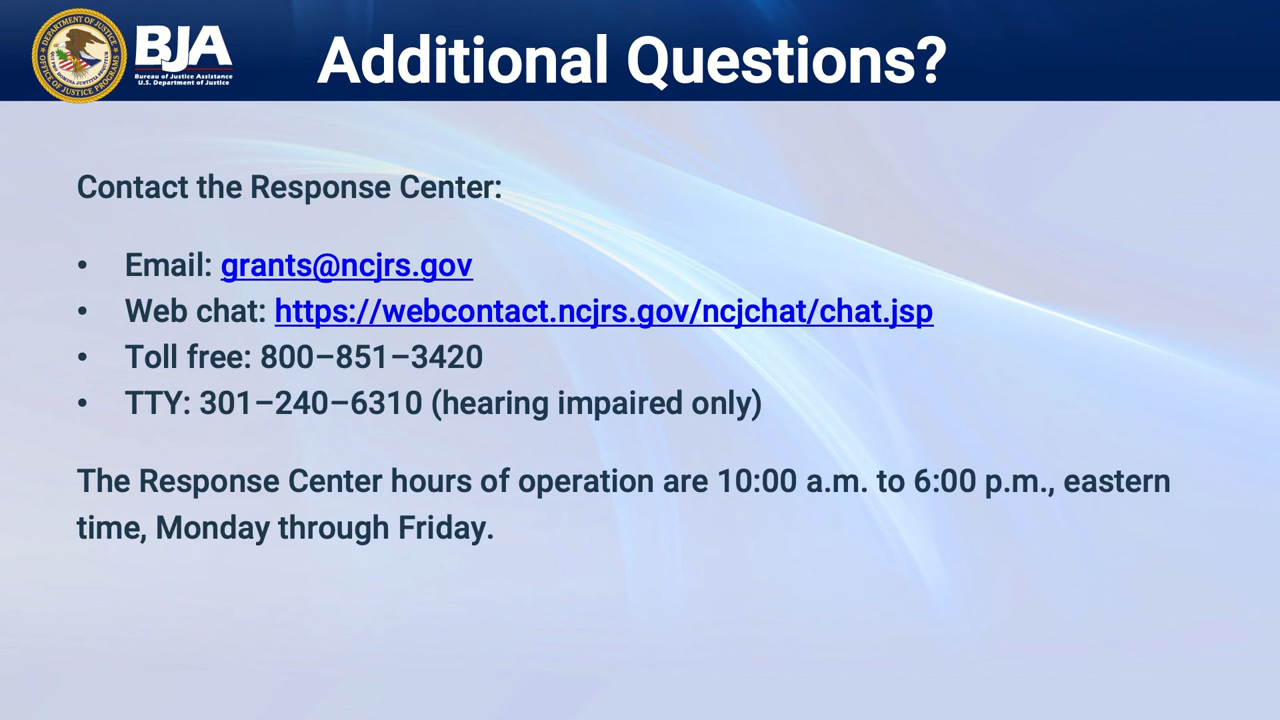 BJA
Bureau of Justice Assistance
U.S. Department of Justice
Additional Questions?
Contact the Response Center:
• Email: grants@ncjrs.gov
• Web chat: https://webcontact.ncjrs.gov/ncjchat/chat.jsp
• Toll free: 800–851–3420
• TTY: 301–240–6310 (hearing impaired only)
The Response Center hours of operation are 10:00 a.m. to 6:00 p.m., eastern
time, Monday through Friday.